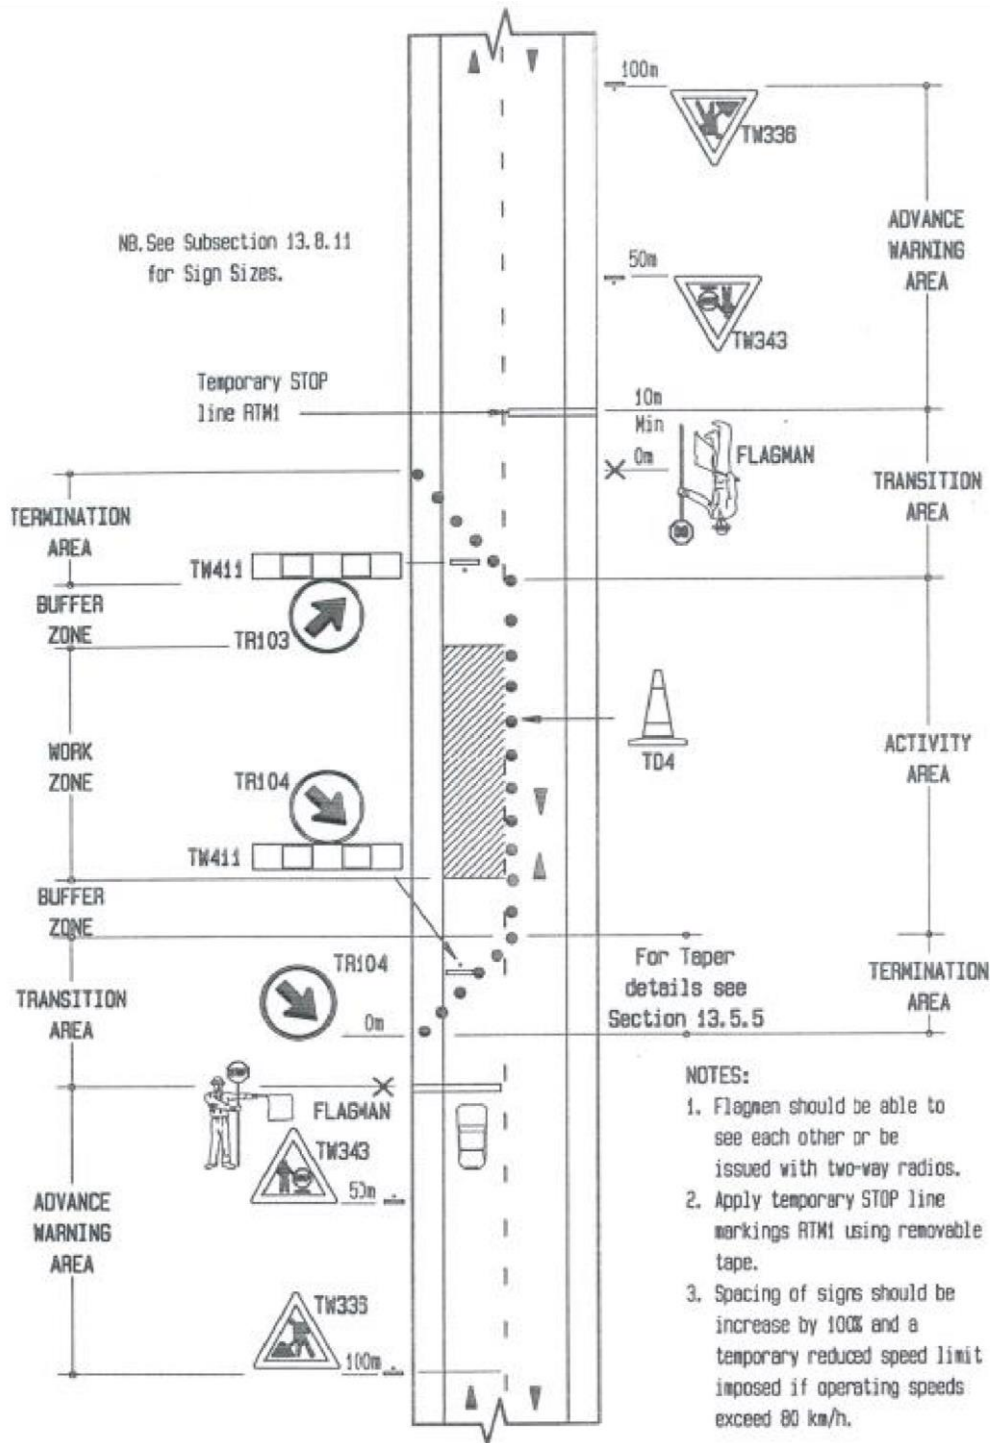 100m
TW336
ADVANCE
WARNING
AREA
NB.See Subsection 13.8.11
for Sign Sizes.
50m
TW343
Temporary STOP
line RTM1
10m
Min
0m
FLAGMAN
TRANSITION
AREA
TERMINATION
AREA
TW411
BUFFER
ZONE
TR103
WORK
ZONE
TR104
TW411
TD4
ACTIVITY
AREA
BUFFER
ZONE
TR104
For Taper
details see
Section 13.5.5
TERMINATION
AREA
TRANSITION
AREA
0m
FLAGMAN
TW343
50m
ADVANCE
WARNING
AREA
TW336
100m
NOTES:
1. Flagmen should be able to
see each other or be
issued with two-way radios.
2. Apply temporary STOP line
markings RTM1 using removable
tape.
3. Spacing of signs should be
increase by 100% and a
temporary reduced speed limit
imposed if operating speeds
exceed 80 km/h.